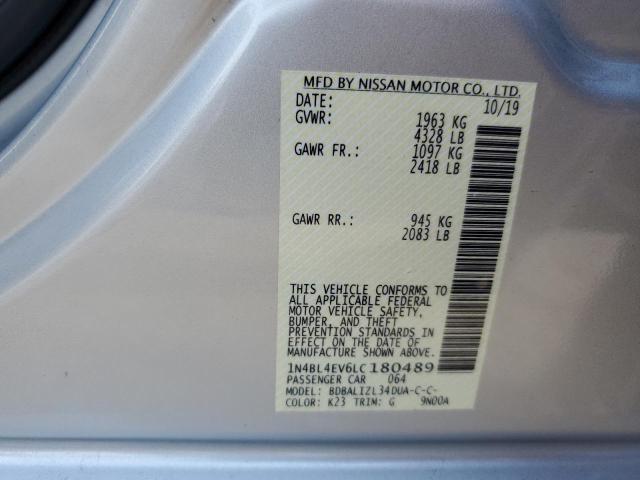 MFD BY NISSAN MOTOR CO., LTD.
DATE: 10/19
GVWR: 1963 KG
4328 LB
GAWR FR.: 1097 KG
2418 LB
GAWR RR.: 945 KG
2083 LB
THIS VEHICLE CONFORMS TO
ALL APPLICABLE FEDERAL
MOTOR VEHICLE SAFETY,
BUMPER, AND THEFT
PREVENTION STANDARDS IN
EFFECT ON THE DATE OF
MANUFACTURE SHOWN ABOVE.
1N4BL4EV6LC180489
PASSENGER CAR 064
MODEL: BDBALIZL34DUA-C-C-
COLOR: K23 TRIM: G 9N00A